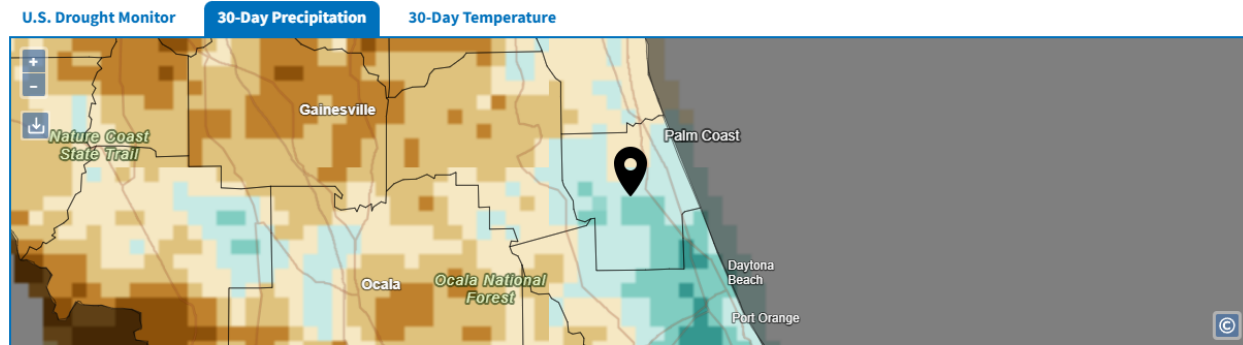 U.S. Drought Monitor
30-Day Precipitation
30-Day Temperature
+
−
Gainesville
Nature Coast
State Trail
Palm Coast
Daytona
Beach
Ocala
Ocala National
Forest
Port Orange
©